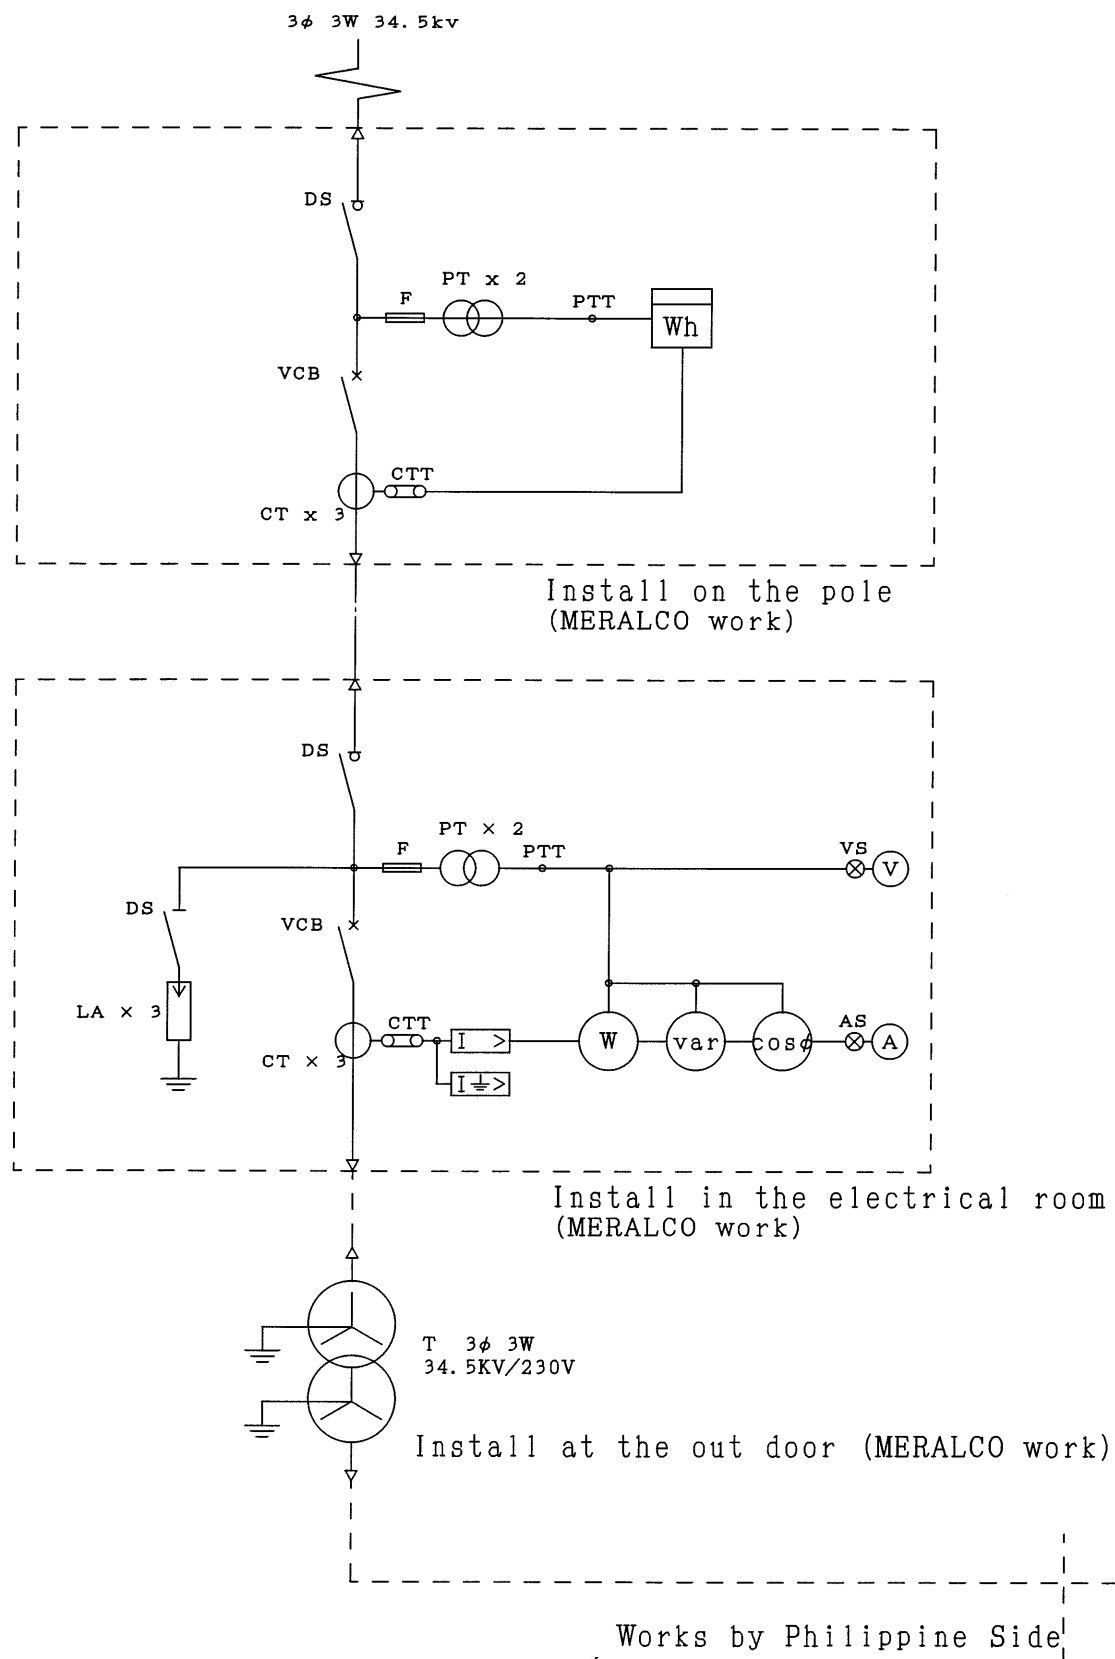 3φ 3W 34.5kv
DS
PT x 2
F
PTT
Wh
VCB
CTT
CT x 3
Install on the pole
(MERALCO work)
DS
PT × 2
F
PTT
VS
V
DS
VCB
LA × 3
CTT
I >
W
var
cosφ
AS
A
CT × 3
I >
Install in the electrical room
(MERALCO work)
T 3φ 3W
34.5KV/230V
Install at the out door (MERALCO work)
Works by Philippine Side